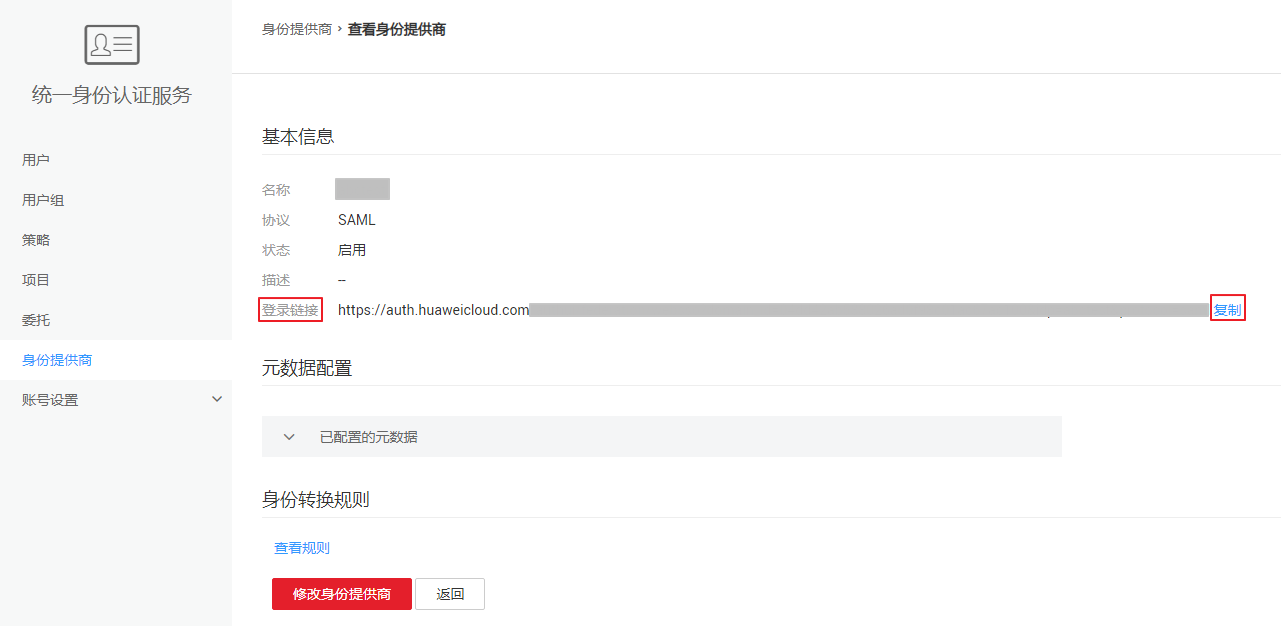 统一身份认证服务
用户
用户组
策略
项目
委托
身份提供商
账号设置
身份提供商 › 查看身份提供商
基本信息
名称
协议 SAML
状态 启用
描述 --
登录链接 https://auth.huaweicloud.com 复制
元数据配置
已配置的元数据
身份转换规则
查看规则
修改身份提供商 返回